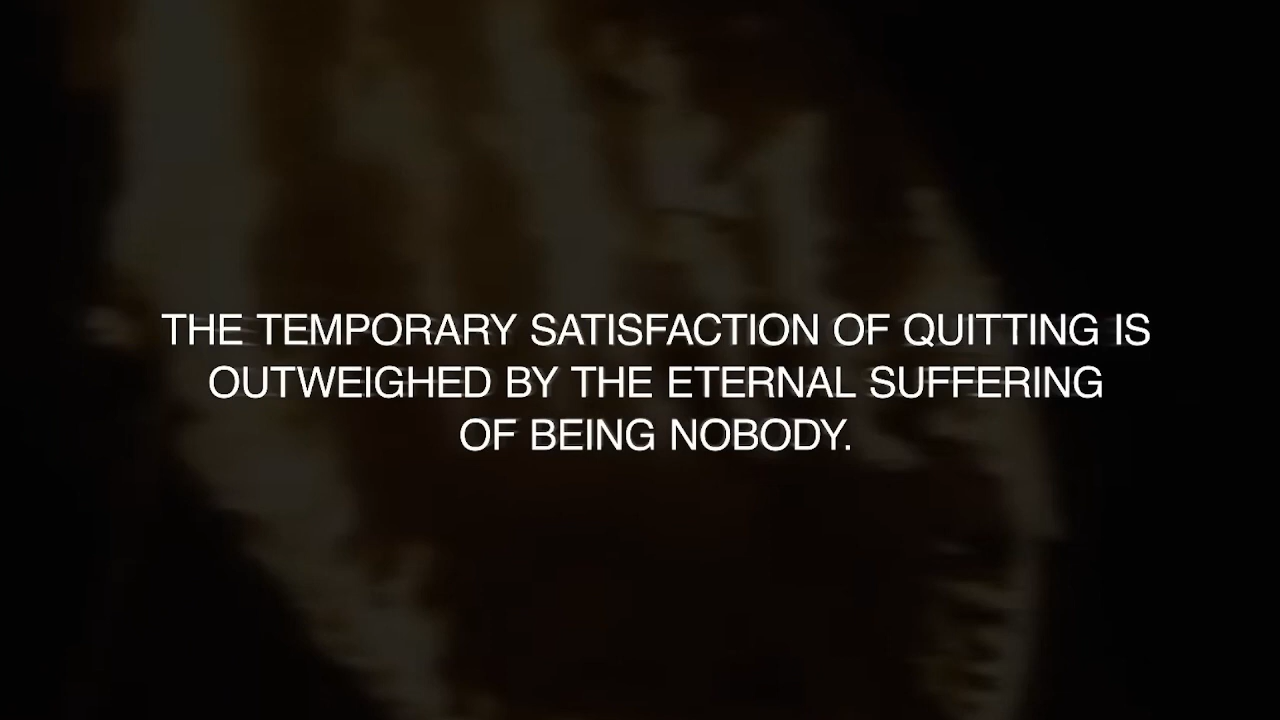 THE TEMPORARY SATISFACTION OF QUITTING IS
OUTWEIGHED BY THE ETERNAL SUFFERING
OF BEING NOBODY.